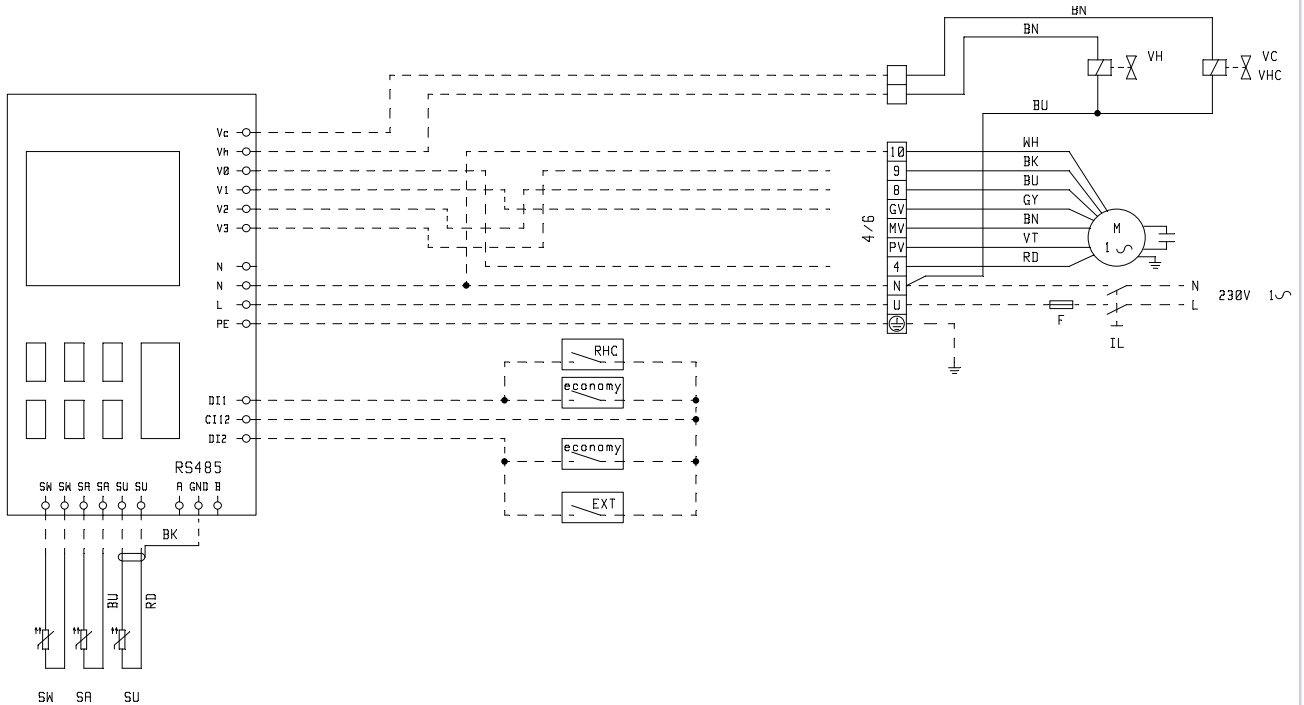 BN
BN
VH
VC
VHC
BU
Vc
Vh
V0
V1
V2
V3
N
N
L
PE
10
9
8
GV
MV
PV
4
N
U
4/6
WH
BK
BU
GY
BN
VT
RD
M
1
N
L
230V 1
F
IL
RHC
economy
economy
EXT
DI1
CI12
DI2
RS485
SW SW SA SA SU SU A GND B
BK
BU
RD
SW SA SU